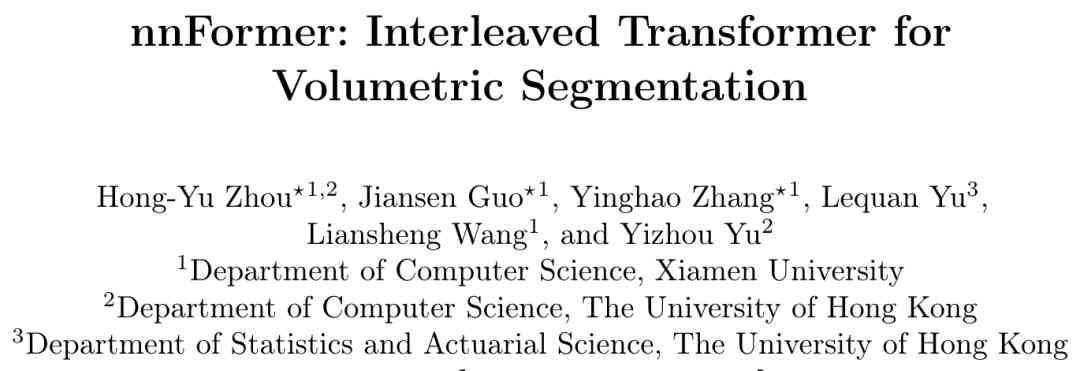 nnFormer: Interleaved Transformer for
Volumetric Segmentation
Hong-Yu Zhou⋆1,2, Jiansen Guo⋆1, Yinghao Zhang⋆1, Lequan Yu3,
Liansheng Wang1, and Yizhou Yu2
1Department of Computer Science, Xiamen University
2Department of Computer Science, The University of Hong Kong
3Department of Statistics and Actuarial Science, The University of Hong Kong